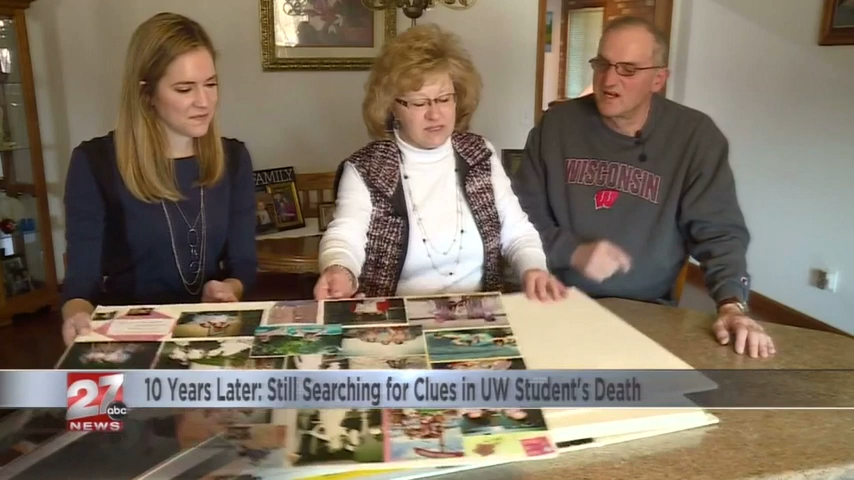 FAMILY
WISCONSIN
W
27
abc
NEWS
10 Years Later: Still Searching for Clues in UW Student's Death